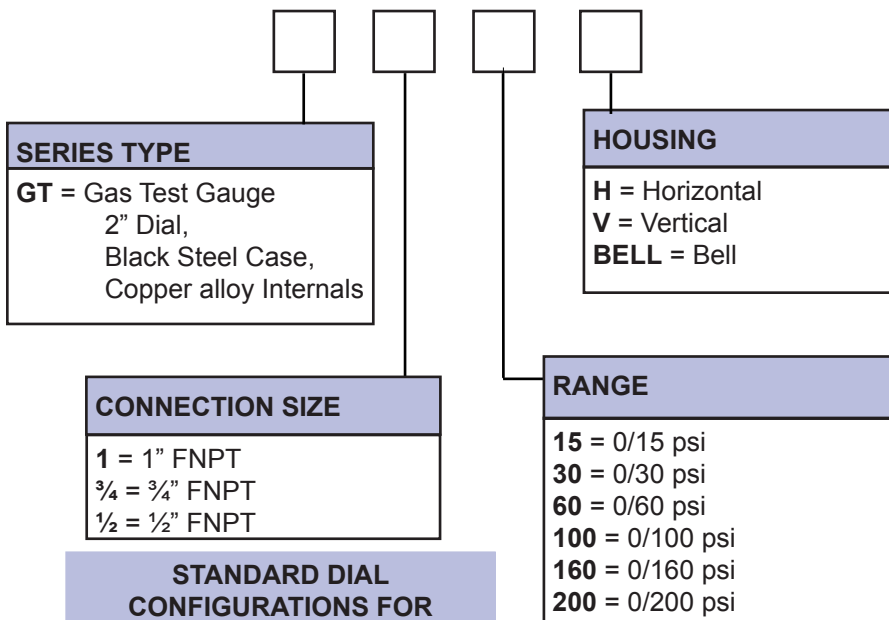 SERIES TYPE
GT = Gas Test Gauge
2” Dial,
Black Steel Case,
Copper alloy Internals
HOUSING
H = Horizontal
V = Vertical
BELL = Bell
CONNECTION SIZE
1 = 1” FNPT
¾ = ¾” FNPT
½ = ½” FNPT
RANGE
15 = 0/15 psi
30 = 0/30 psi
60 = 0/60 psi
100 = 0/100 psi
160 = 0/160 psi
200 = 0/200 psi
STANDARD DIAL
CONFIGURATIONS FOR